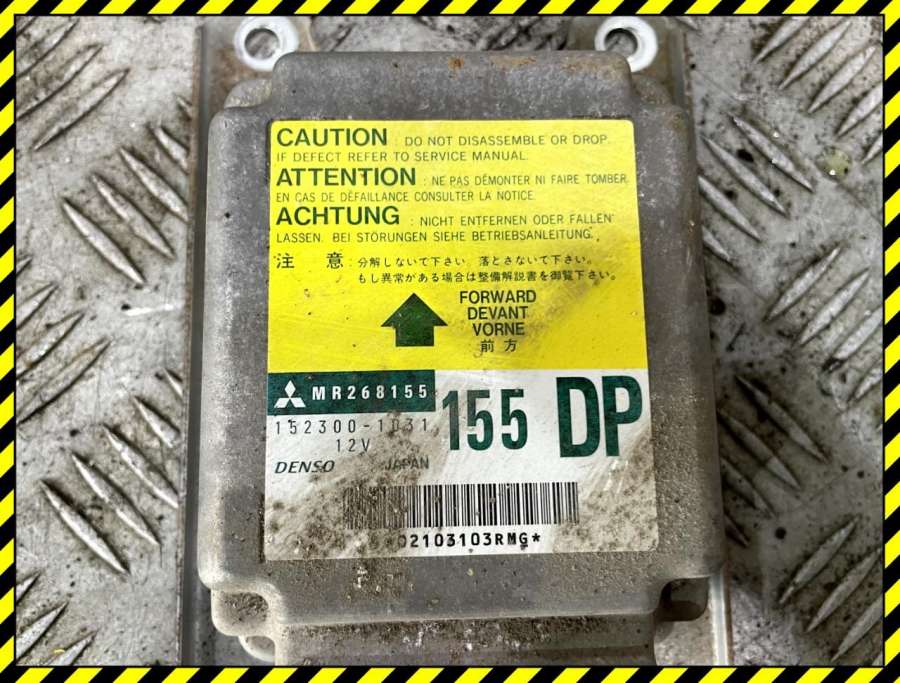 CAUTION : DO NOT DISASSEMBLE OR DROP.
IF DEFECT REFER TO SERVICE MANUAL.
ATTENTION : NE PAS DÉMONTER NI FAIRE TOMBER.
EN CAS DE DÉFAILLANCE CONSULTER LA NOTICE.
ACHTUNG : NICHT ENTFERNEN ODER FALLEN
LASSEN. BEI STÖRUNGEN SIEHE BETRIEBSANLEITUNG.
注 意 : 分解しないで下さい。落とさないで下さい。
もし異常がある場合は整備解説書を御覧下さい。
FORWARD
DEVANT
VORNE
前方
MR268155
152300-1031
12V
155 DP
DENSO JAPAN
02103103RMG*